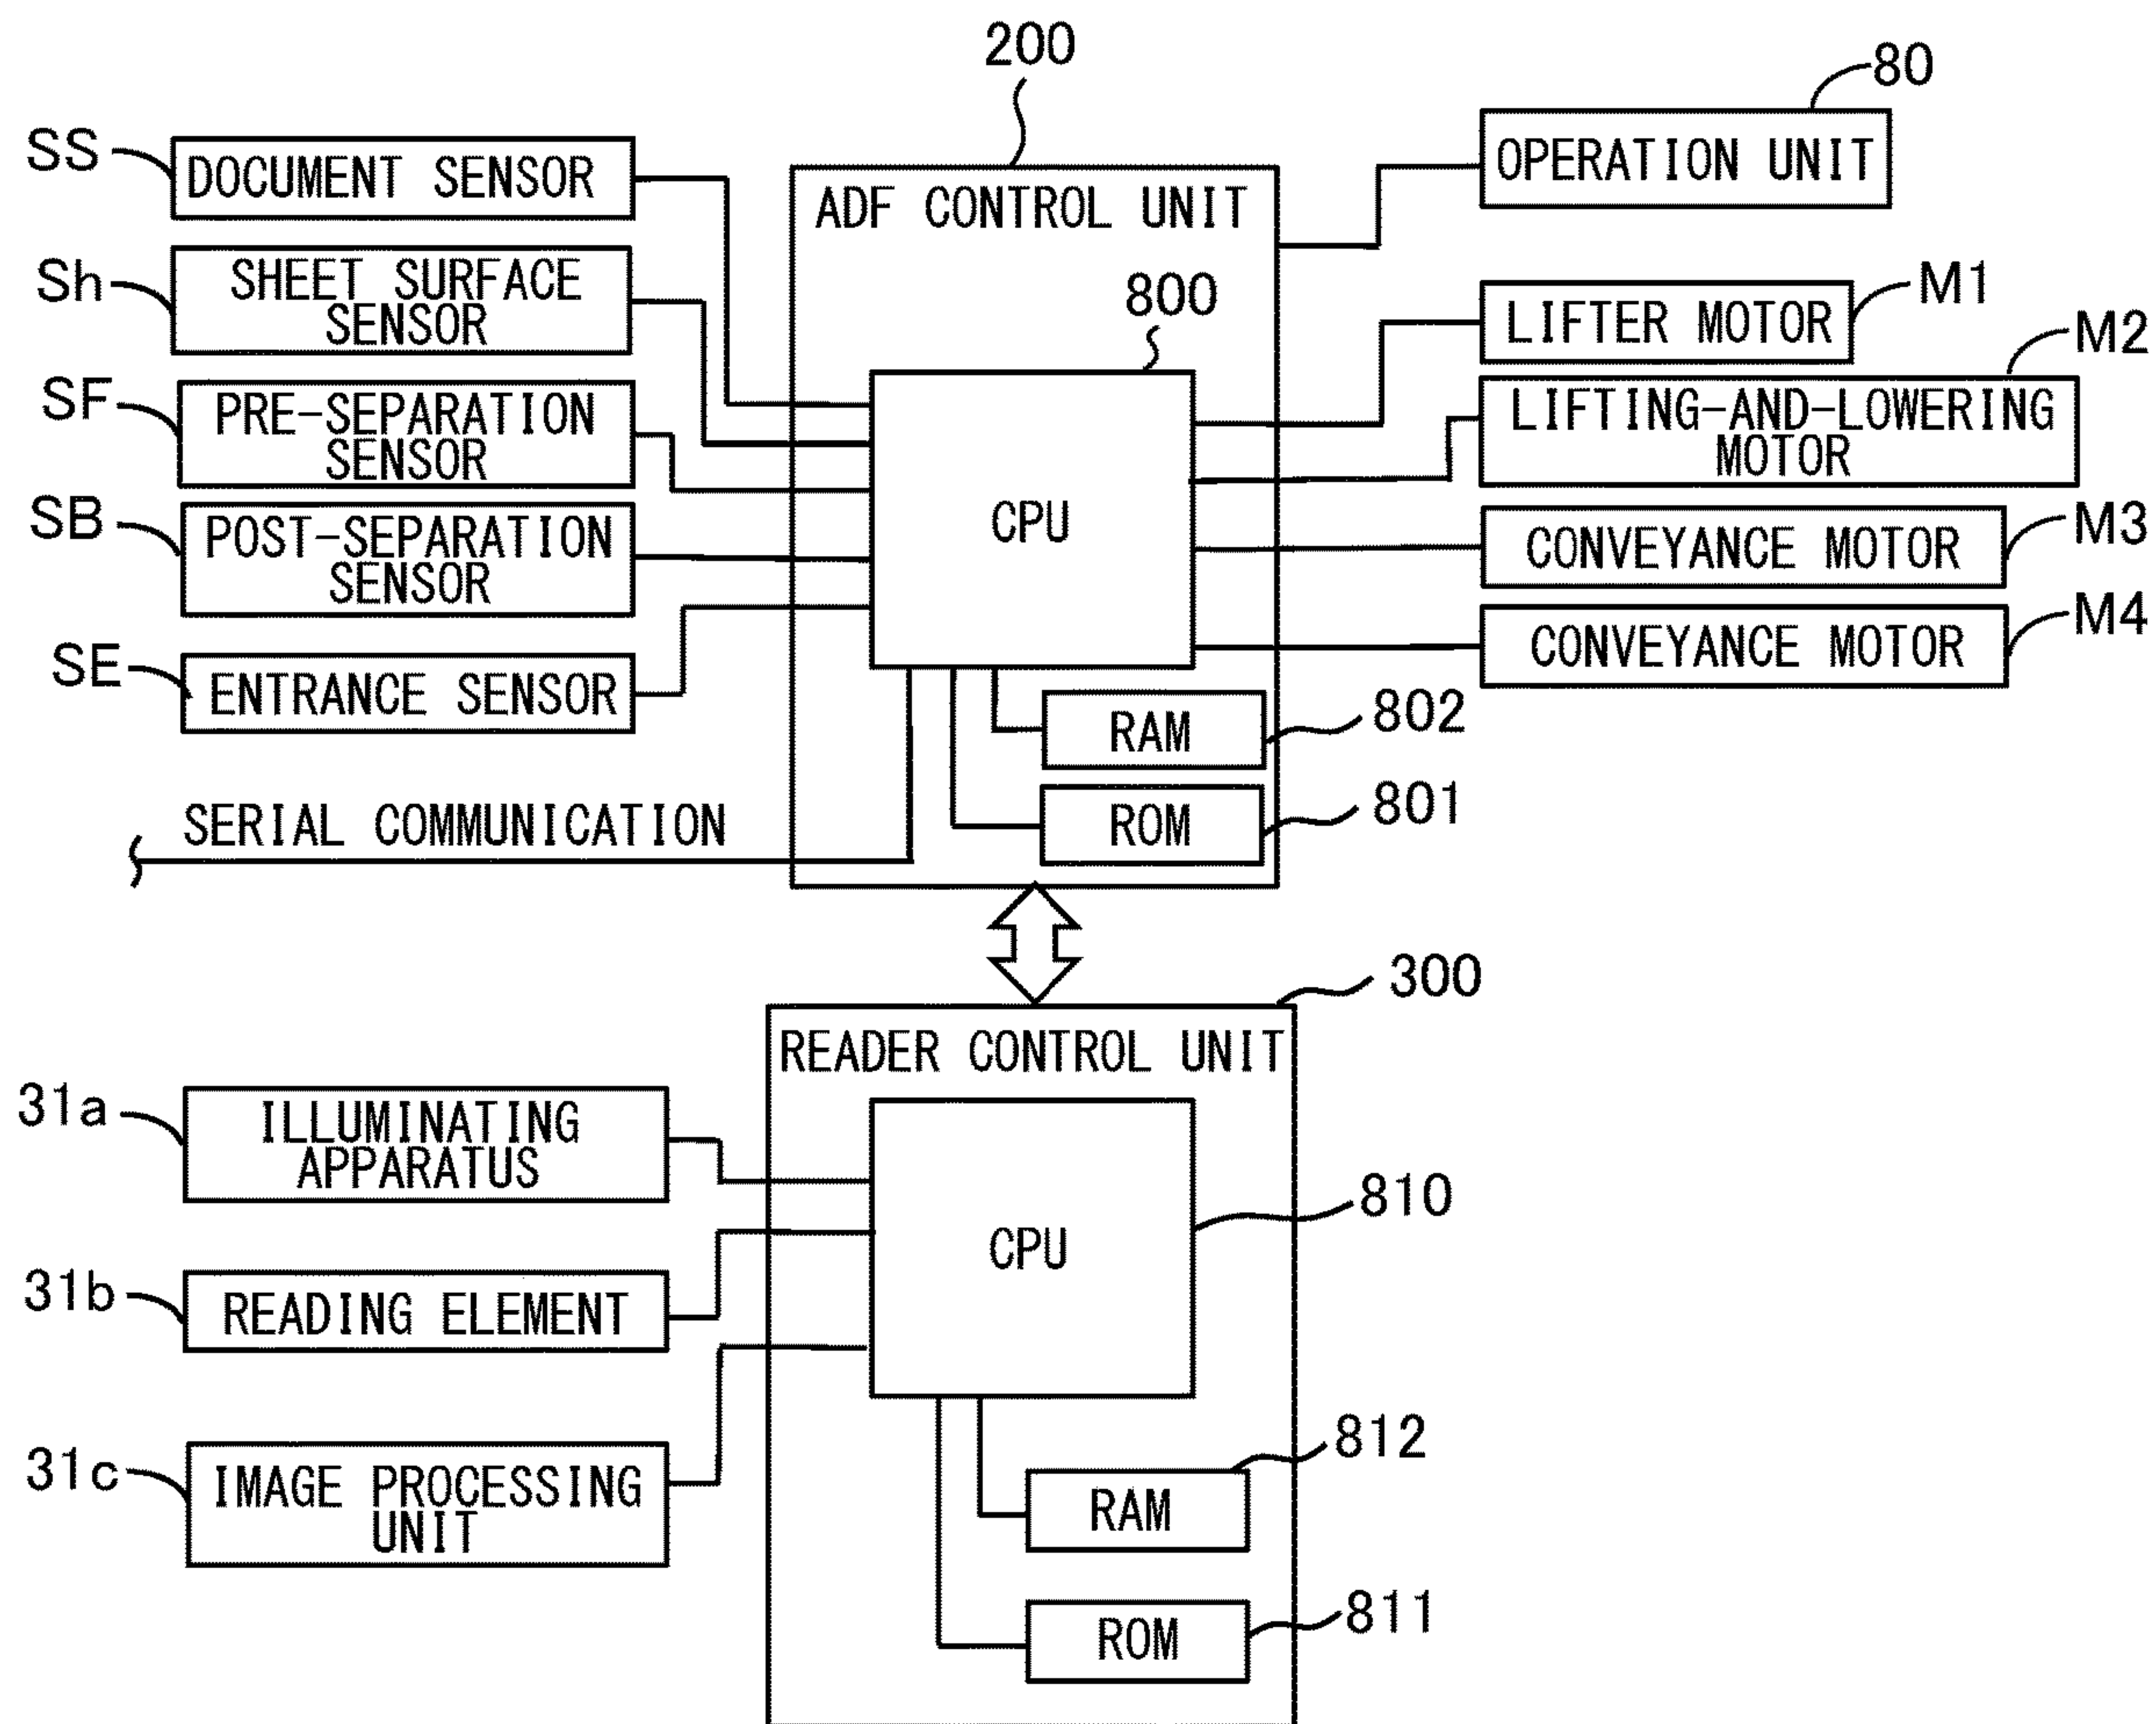 200
80
SS
DOCUMENT SENSOR
OPERATION UNIT
ADF CONTROL UNIT
Sh
SHEET SURFACE
SENSOR
800
LIFTER MOTOR
M1
M2
SF
PRE-SEPARATION
SENSOR
LIFTING-AND-LOWERING
MOTOR
SB
POST-SEPARATION
SENSOR
CPU
CONVEYANCE MOTOR
M3
SE
ENTRANCE SENSOR
CONVEYANCE MOTOR
M4
RAM
802
SERIAL COMMUNICATION
ROM
801
300
READER CONTROL UNIT
31a
ILLUMINATING
APPARATUS
810
CPU
31b
READING ELEMENT
31c
IMAGE PROCESSING
UNIT
812
RAM
811
ROM